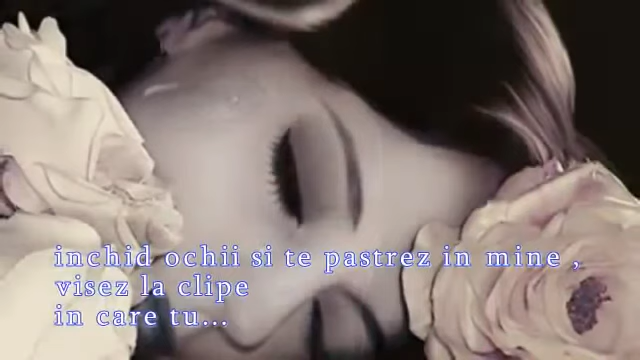 inchid ochii si te pastrez in mine ,
visez la clipe
in care tu...